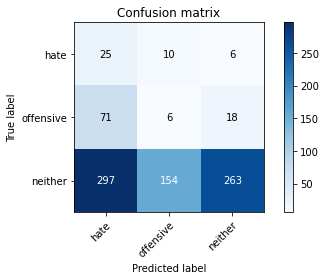 Confusion matrix
hate 25 10 6
offensive 71 6 18
neither 297 154 263
hate offensive neither
Predicted label
True label
250
200
150
100
50